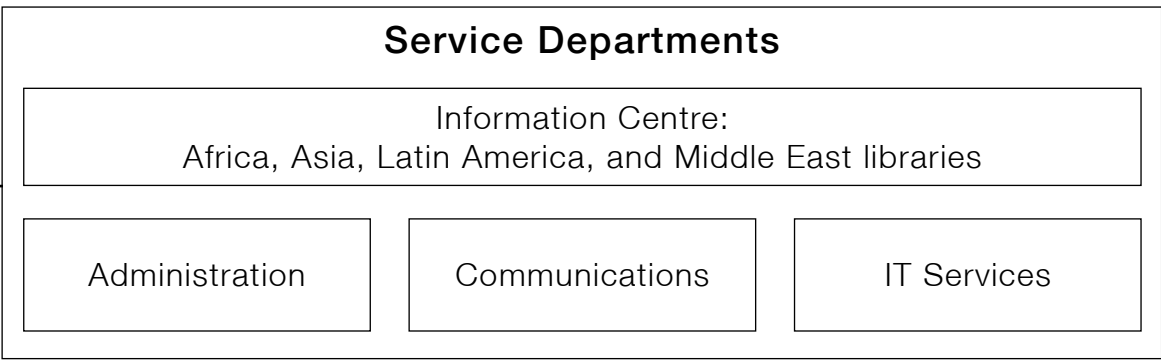 Service Departments
Information Centre:
Africa, Asia, Latin America, and Middle East libraries
Administration
Communications
IT Services